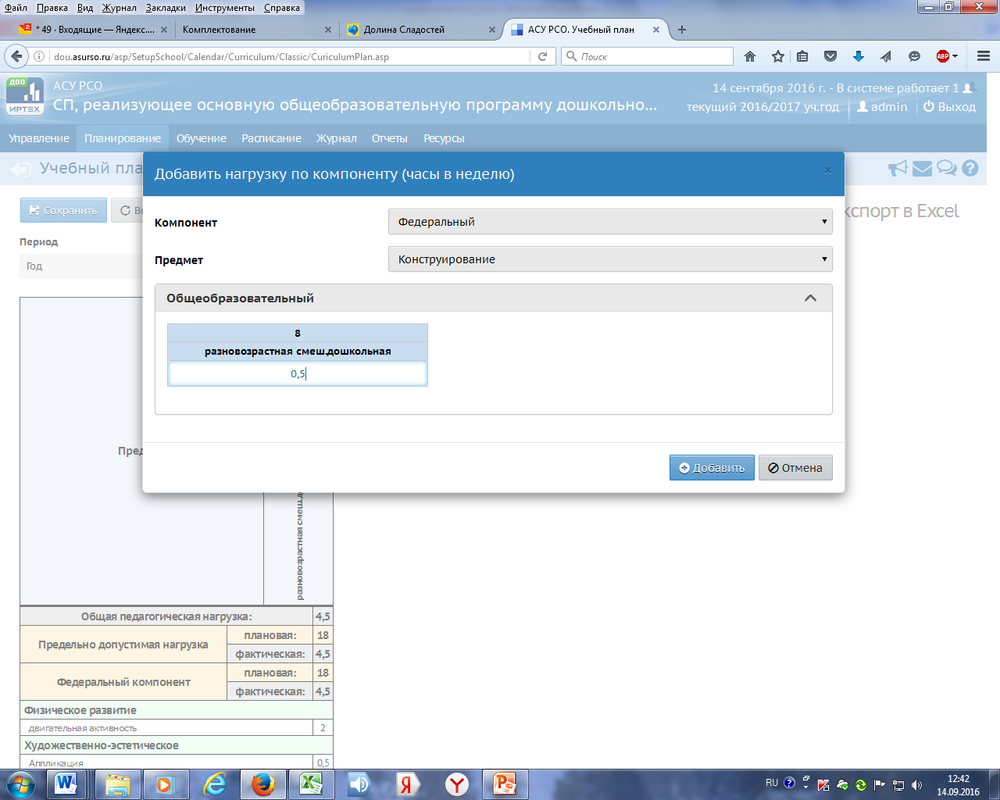 Файл Правка Вид Журнал Закладки Инструменты Справка
2 * 49 · Входящие — Яндекс.... Комплектование Долина Сладостей АСУ РСО. Учебный план
dou.asurso.ru/asp/SetupSchool/Calendar/Curriculum/Classic/CuriculumPlan.asp Поиск ABP
ДОО
ИРТЕХ
АСУ РСО
СП, реализующее основную общеобразовательную программу дошкольно...
14 сентября 2016 г. - В системе работает 1
текущий 2016/2017 уч.год admin Выход
Управление Планирование Обучение Расписание Журнал Отчеты Ресурсы
Учебный пла
Добавить нагрузку по компоненту (часы в неделю) ×
Сохранить Вс
кспорт в Excel
Компонент Федеральный
Период
Год
Предмет Конструирование
Общеобразовательный
8
разновозрастная смеш.дошкольная
0,5
Пред
Добавить Отмена
разновозрастная смеш.д
Общая педагогическая нагрузка: 4,5
Предельно допустимая нагрузка плановая: 18
фактическая: 4,5
Федеральный компонент плановая: 18
фактическая: 4,5
Физическое развитие
двигательная активность 2
Художественно-эстетическое
Аппликация 0,5
RU
12:42
14.09.2016